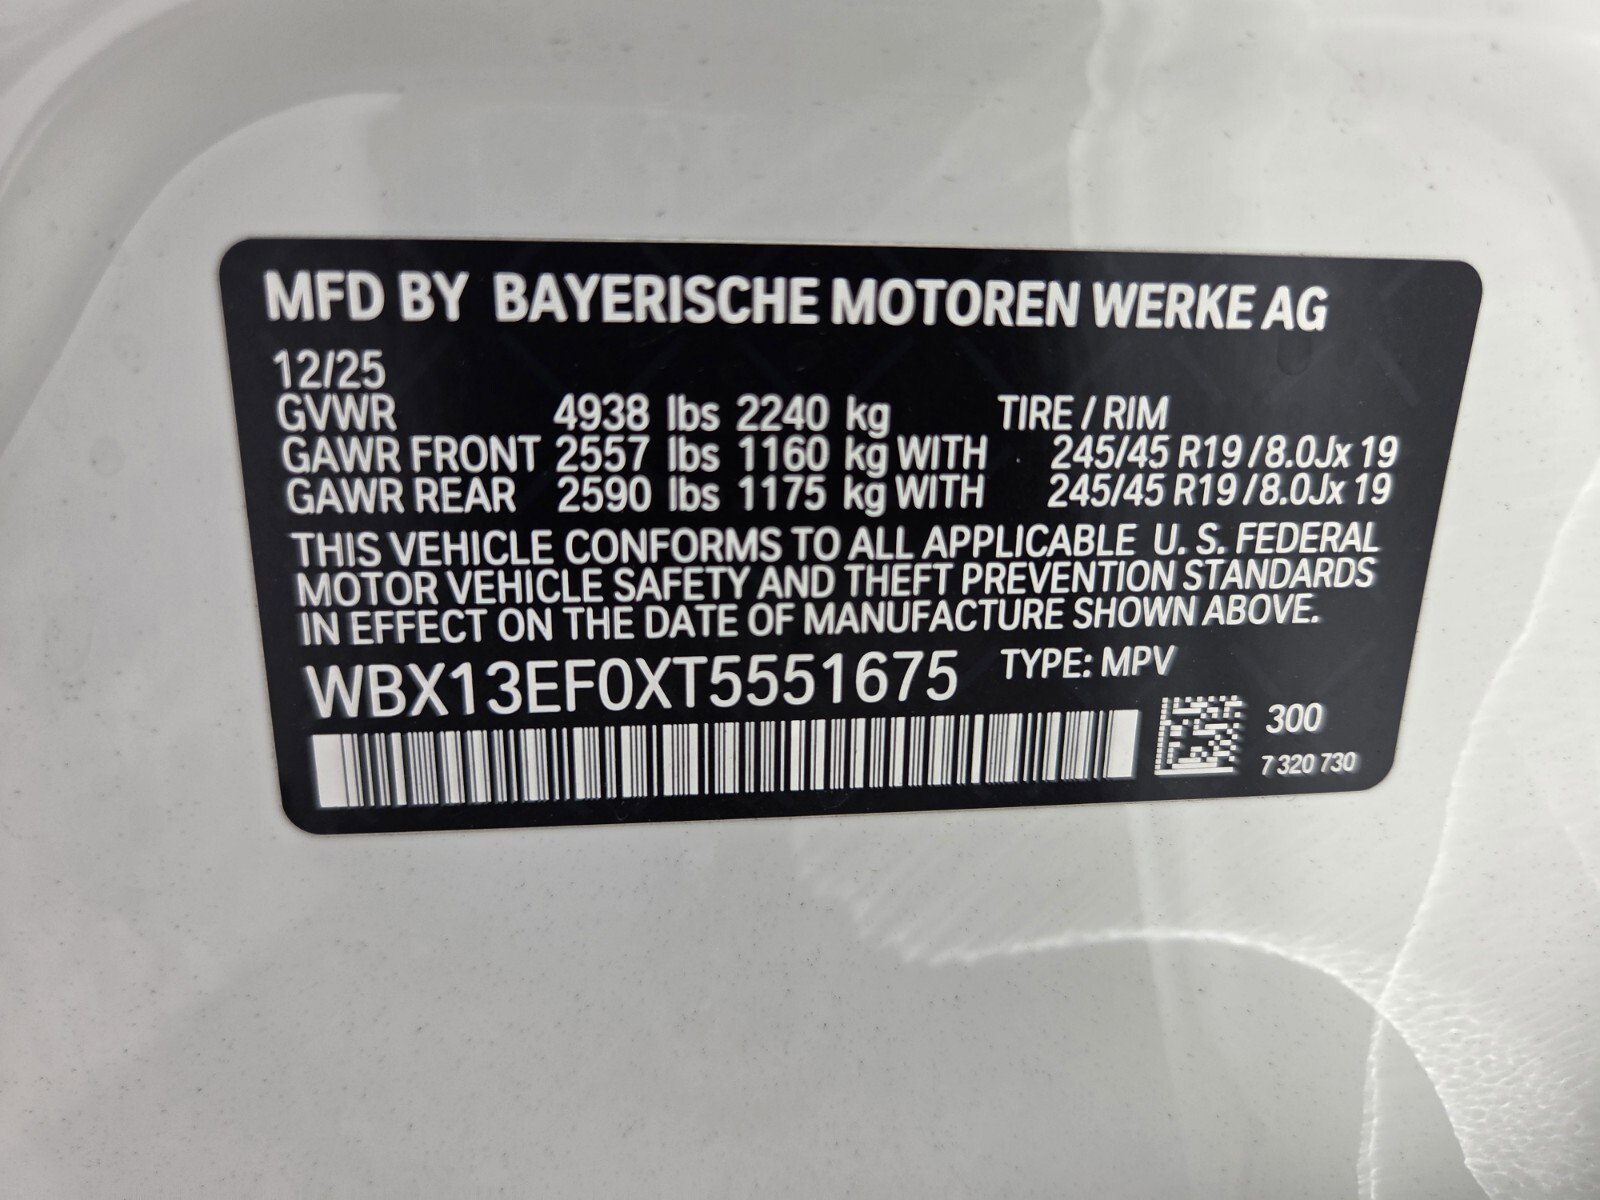 MFD BY BAYERISCHE MOTOREN WERKE AG
12/25
GVWR 4938 lbs 2240 kg TIRE / RIM
GAWR FRONT 2557 lbs 1160 kg WITH 245/45 R19 / 8.0Jx 19
GAWR REAR 2590 lbs 1175 kg WITH 245/45 R19 / 8.0Jx 19
THIS VEHICLE CONFORMS TO ALL APPLICABLE U. S. FEDERAL
MOTOR VEHICLE SAFETY AND THEFT PREVENTION STANDARDS
IN EFFECT ON THE DATE OF MANUFACTURE SHOWN ABOVE.
WBX13EF0XT5551675 TYPE: MPV
300
7 320 730